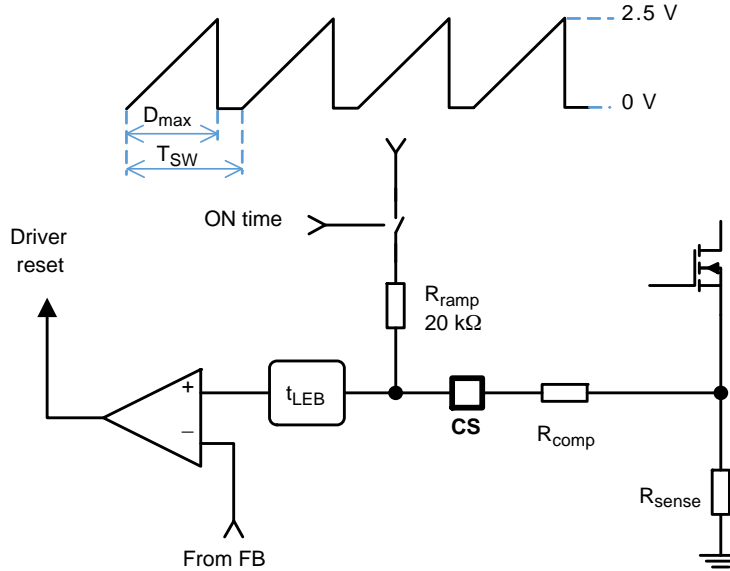 2.5 V
0 V
Dmax
TSW
ON time
Driver
reset
Rramp
20 kΩ
+
−
tLEB
CS
Rcomp
Rsense
From FB